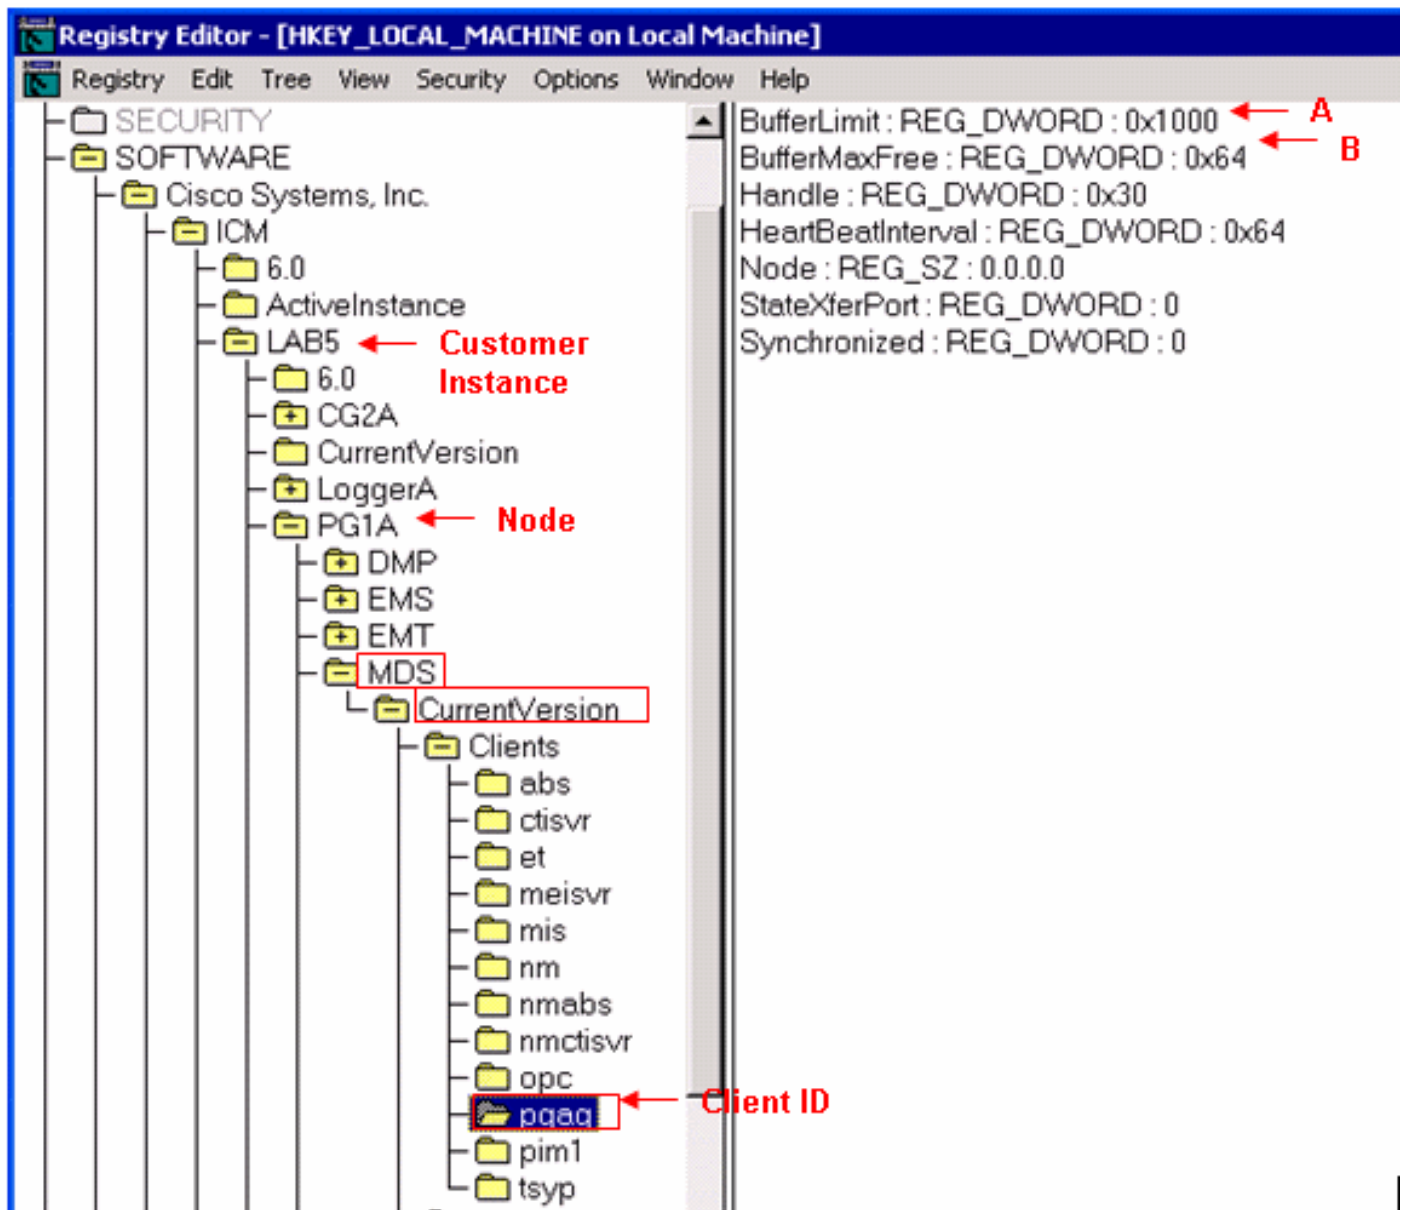 Registry Editor - [HKEY_LOCAL_MACHINE on Local Machine]
Registry Edit Tree View Security Options Window Help
SECURITY
SOFTWARE
Cisco Systems, Inc.
ICM
6.0
ActiveInstance
LAB5
Customer
Instance
6.0
CG2A
CurrentVersion
LoggerA
PG1A
Node
DMP
EMS
EMT
MDS
CurrentVersion
Clients
abs
ctisvr
et
meisvr
mis
nm
nmabs
nmctisvr
opc
pqaq
Client ID
pim1
tsyp
BufferLimit : REG_DWORD : 0x1000
A
BufferMaxFree : REG_DWORD : 0x64
B
Handle : REG_DWORD : 0x30
HeartBeatInterval : REG_DWORD : 0x64
Node : REG_SZ : 0.0.0.0
StateXferPort : REG_DWORD : 0
Synchronized : REG_DWORD : 0